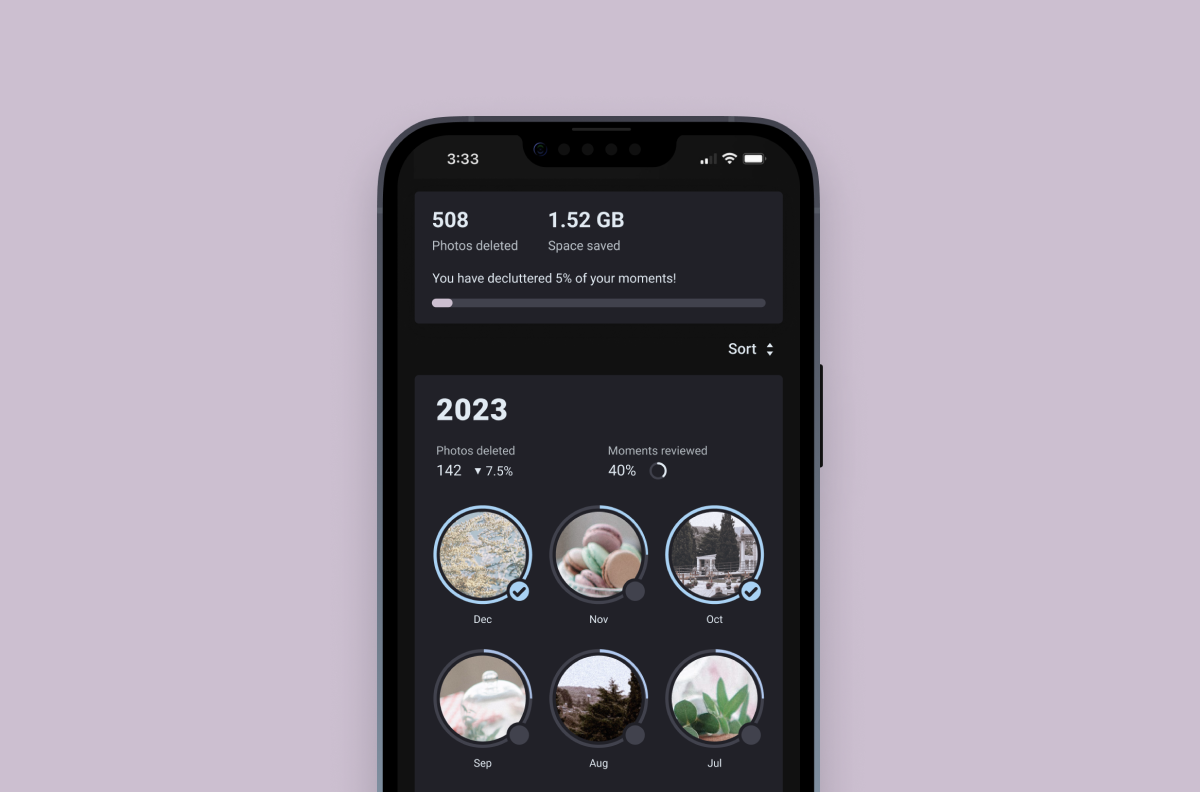 3:33
508 1.52 GB
Photos deleted Space saved
You have decluttered 5% of your moments!
Sort
2023
Photos deleted Moments reviewed
142 ▼ 7.5% 40%
Dec Nov Oct
Sep Aug Jul